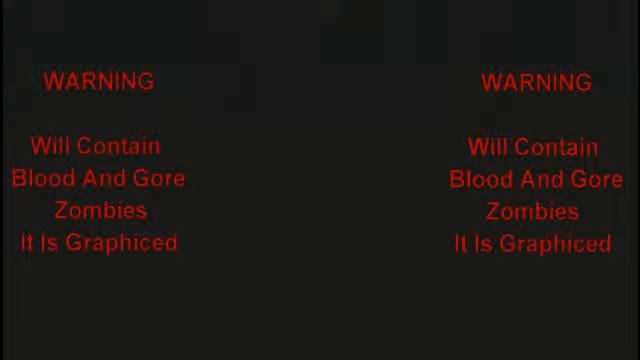 WARNING
Will Contain
Blood And Gore
Zombies
It Is Graphiced
WARNING
Will Contain
Blood And Gore
Zombies
It Is Graphiced